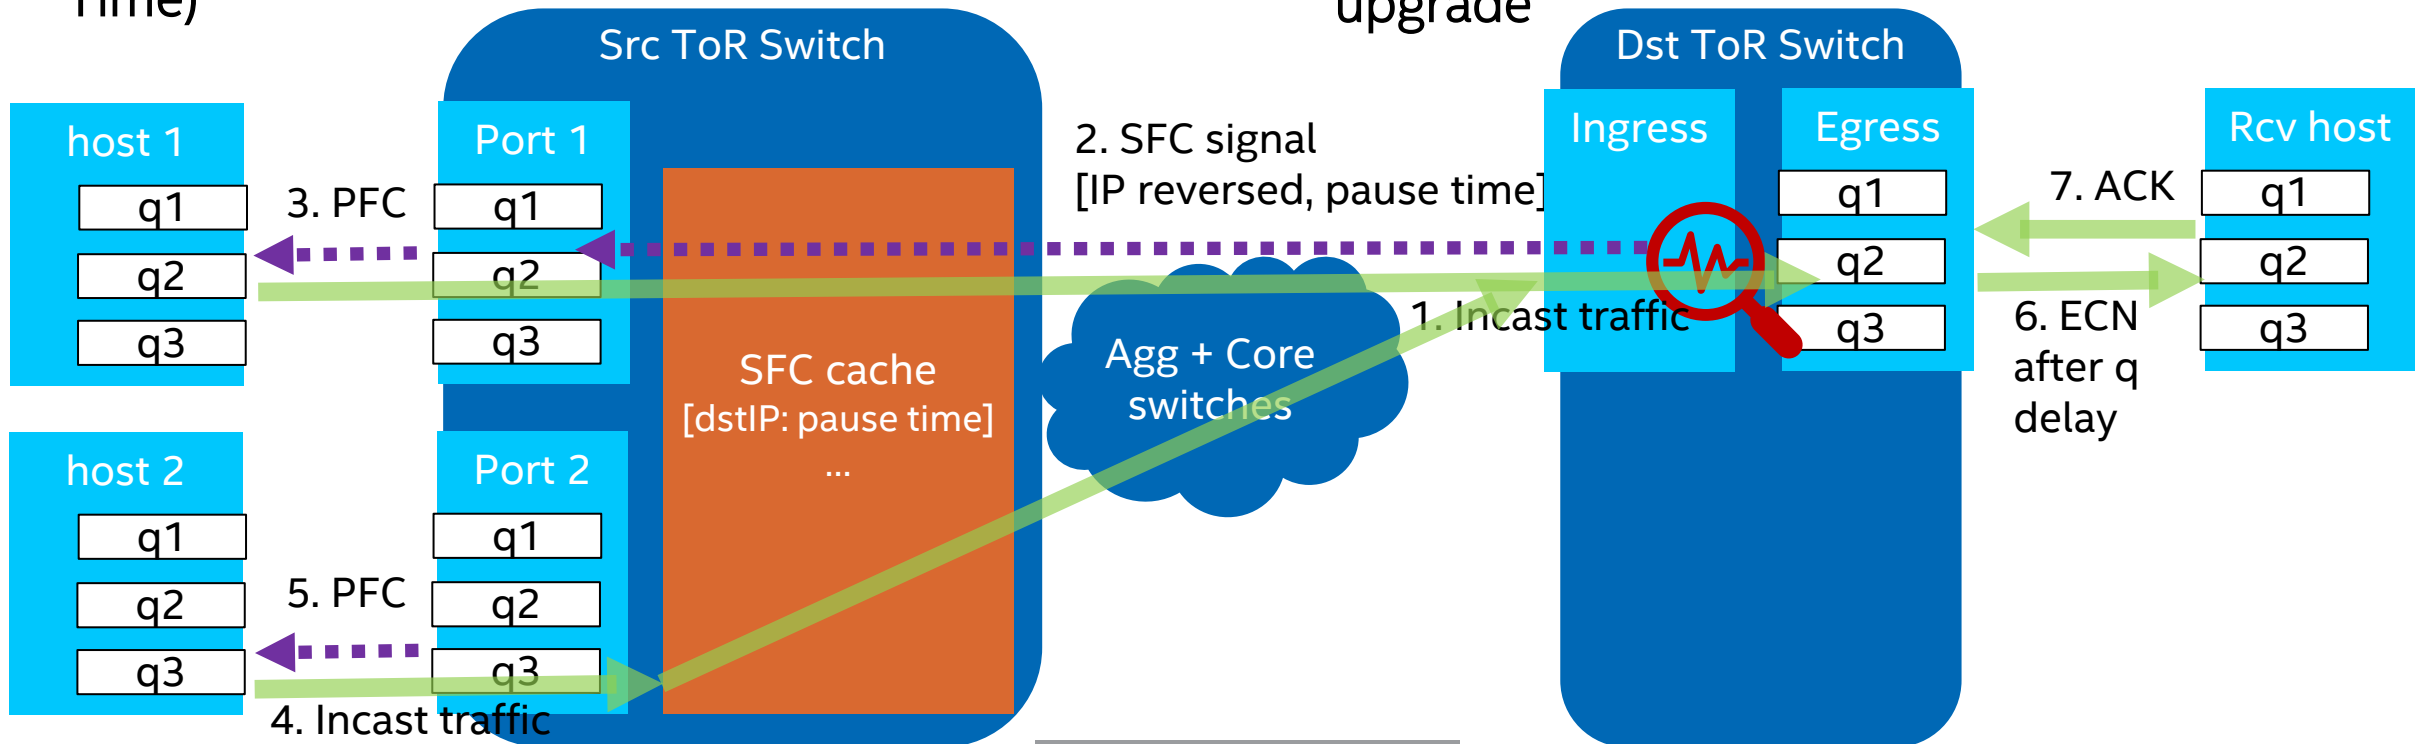 Time)
upgrade
Src ToR Switch
Dst ToR Switch
host 1
Port 1
2. SFC signal
[IP reversed, pause time]
Ingress
Egress
Rcv host
q1
3. PFC
q1
q1
7. ACK
q1
q2
q2
q2
q2
q3
q3
1. Incast traffic
q3
6. ECN
after q
delay
q3
SFC cache
[dstIP: pause time]
...
Agg + Core
switches
host 2
Port 2
q1
q1
q2
5. PFC
q2
q3
q3
4. Incast traffic